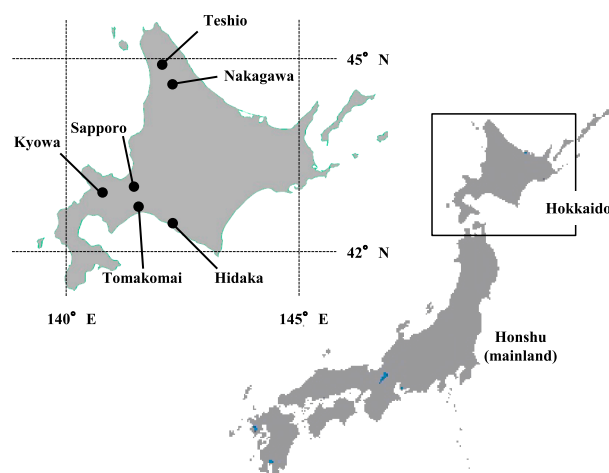 Teshio
45° N
Nakagawa
Sapporo
Kyowa
Hokkaido
42° N
Tomakomai
Hidaka
140° E
145° E
Honshu
(mainland)